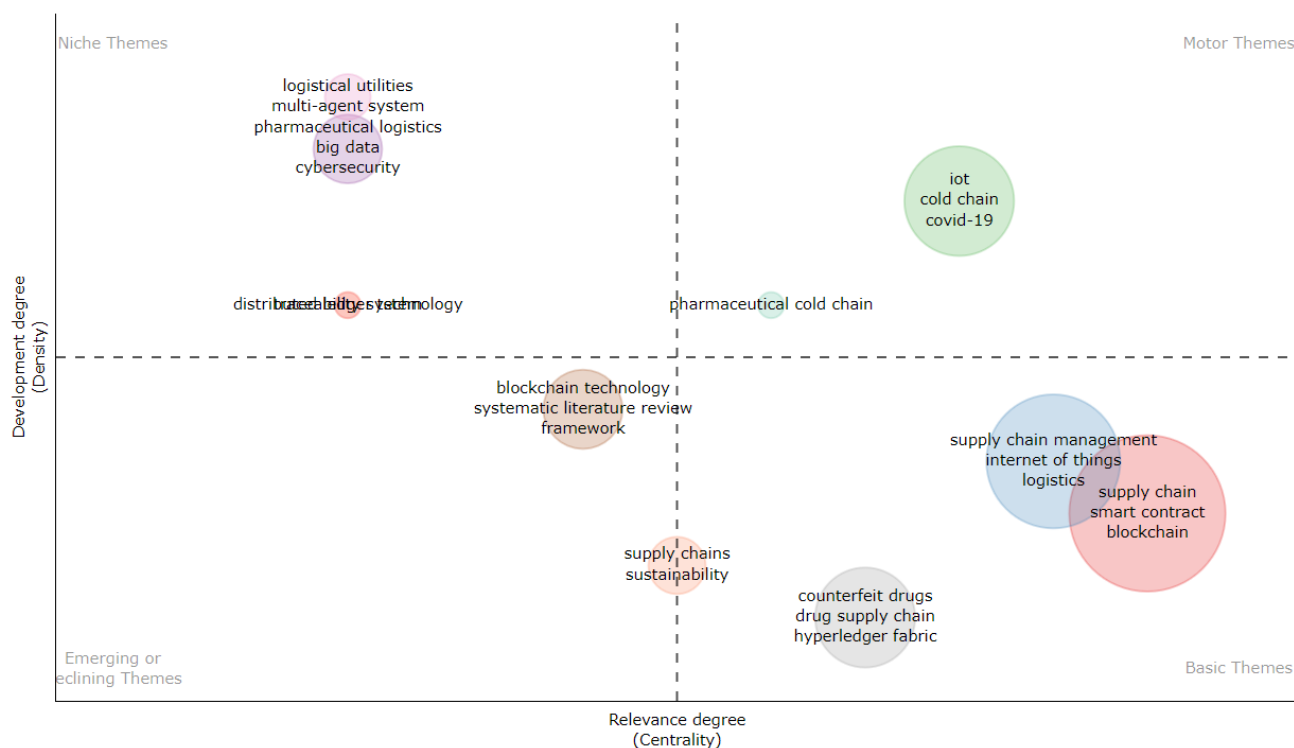 Niche Themes
Motor Themes
logistical utilities
multi-agent system
pharmaceutical logistics
big data
cybersecurity
iot
cold chain
covid-19
technology
pharmaceutical cold chain
Development degree
(Density)
blockchain technology
systematic literature review
framework
supply chain management
internet of things
logistics
supply chain
smart contract
blockchain
supply chains
sustainability
counterfeit drugs
drug supply chain
hyperledger fabric
Emerging or
eclining Themes
Basic Themes
Relevance degree
(Centrality)